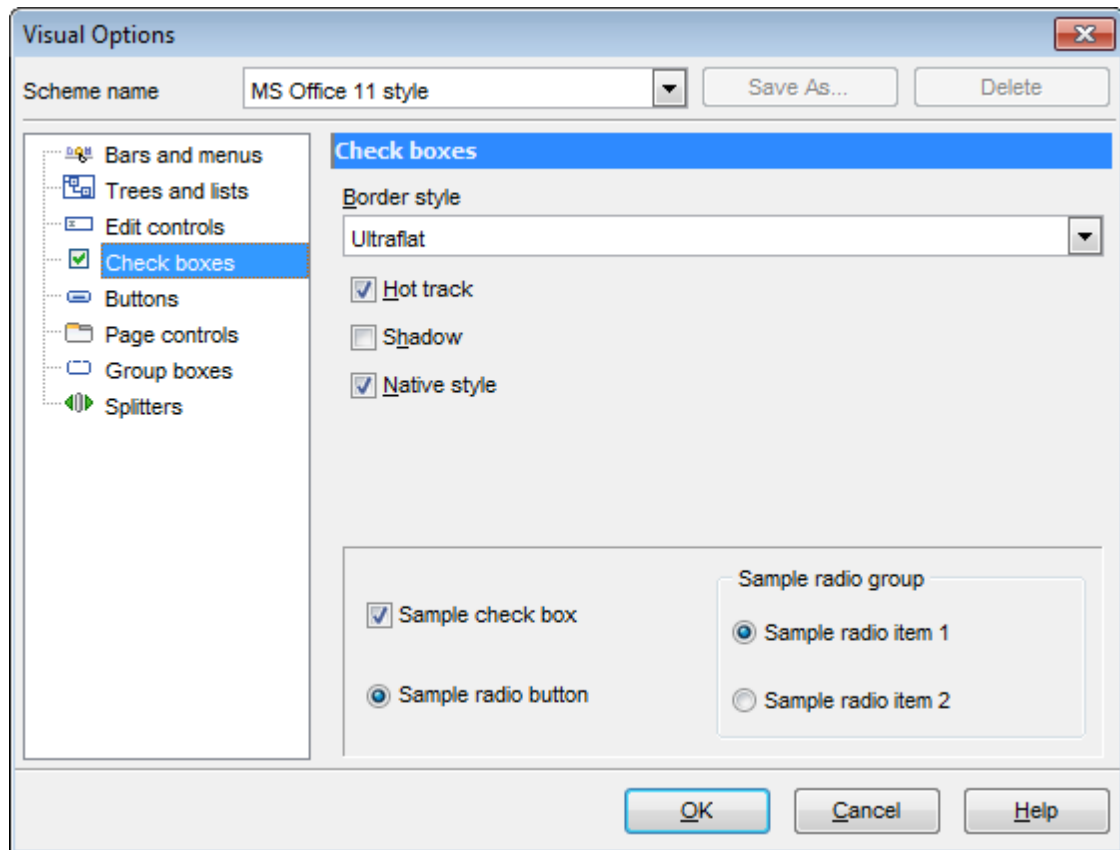 Visual Options
Scheme name
MS Office 11 style
Save As...
Delete
Bars and menus
Trees and lists
Edit controls
Check boxes
Buttons
Page controls
Group boxes
Splitters
Check boxes
Border style
Ultraflat
Hot track
Shadow
Native style
Sample check box
Sample radio button
Sample radio group
Sample radio item 1
Sample radio item 2
OK
Cancel
Help